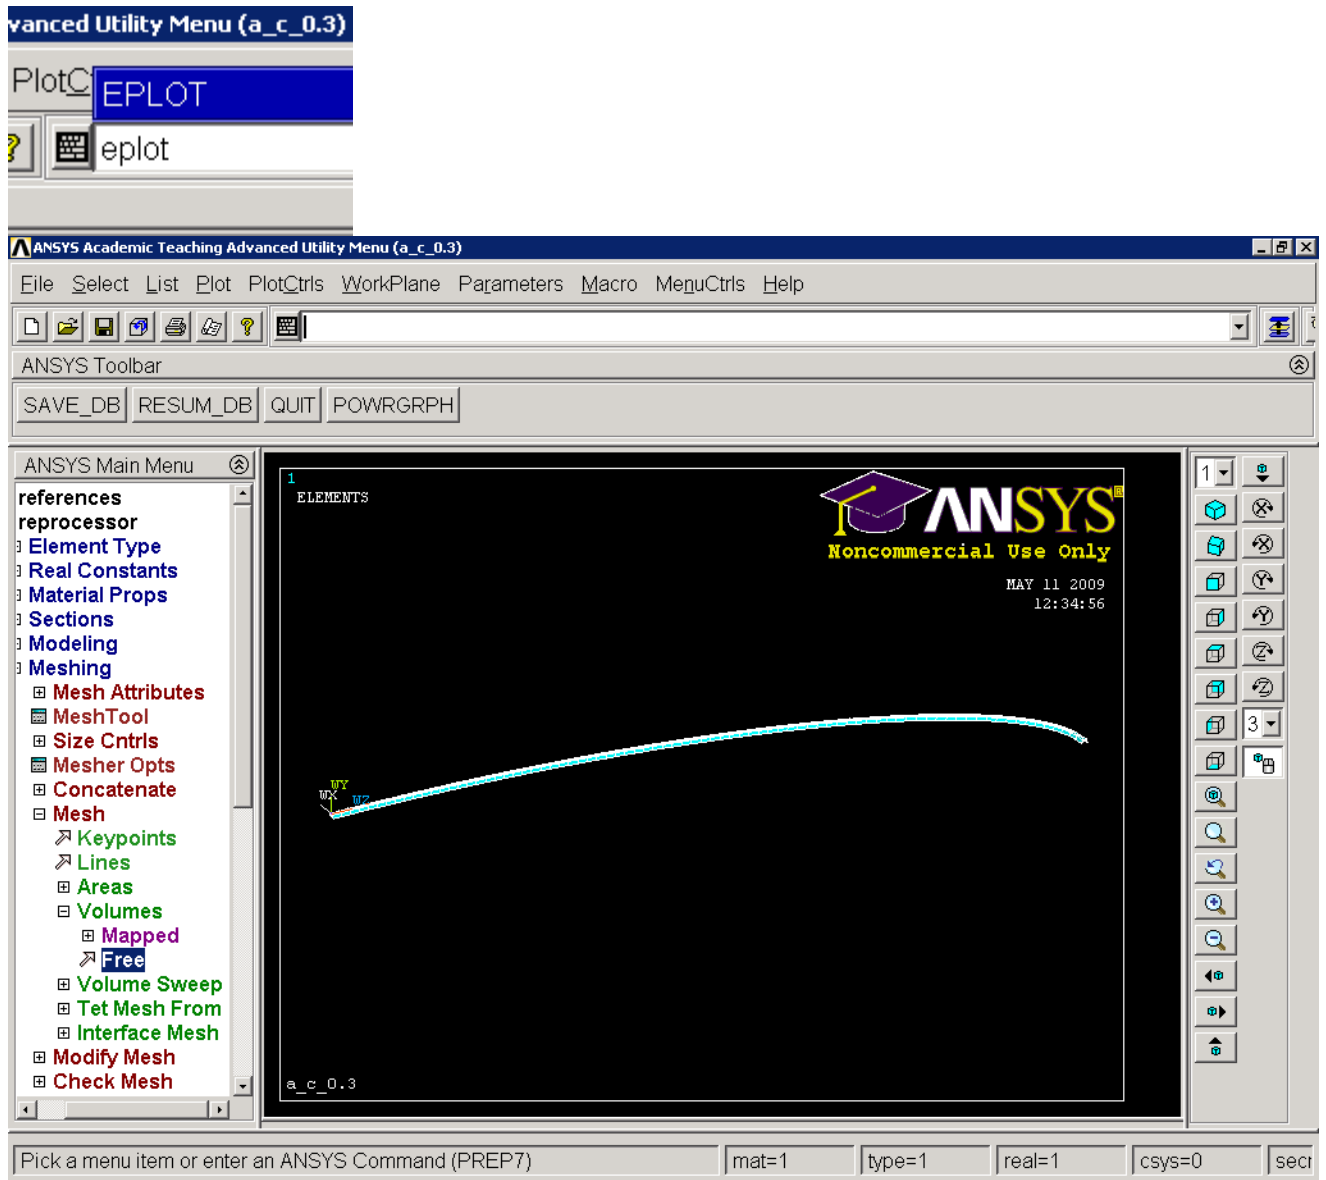 vanced Utility Menu (a_c_0.3)
PlotC
EPLOT
eplot
ANSYS Academic Teaching Advanced Utility Menu (a_c_0.3)
File Select List Plot PlotCtrls WorkPlane Parameters Macro MenuCtrls Help
ANSYS Toolbar
SAVE_DB RESUM_DB QUIT POWRGRPH
ANSYS Main Menu
references
reprocessor
Element Type
Real Constants
Material Props
Sections
Modeling
Meshing
Mesh Attributes
MeshTool
Size Cntrls
Mesher Opts
Concatenate
Mesh
Keypoints
Lines
Areas
Volumes
Mapped
Free
Volume Sweep
Tet Mesh From
Interface Mesh
Modify Mesh
Check Mesh
1
ELEMENTS
ANSYS®
Noncommercial Use Only
MAY 11 2009
12:34:56
WY
WX WZ
a_c_0.3
1
X
X
Y
Y
Z
Z
3
Pick a menu item or enter an ANSYS Command (PREP7) mat=1 type=1 real=1 csys=0 secn